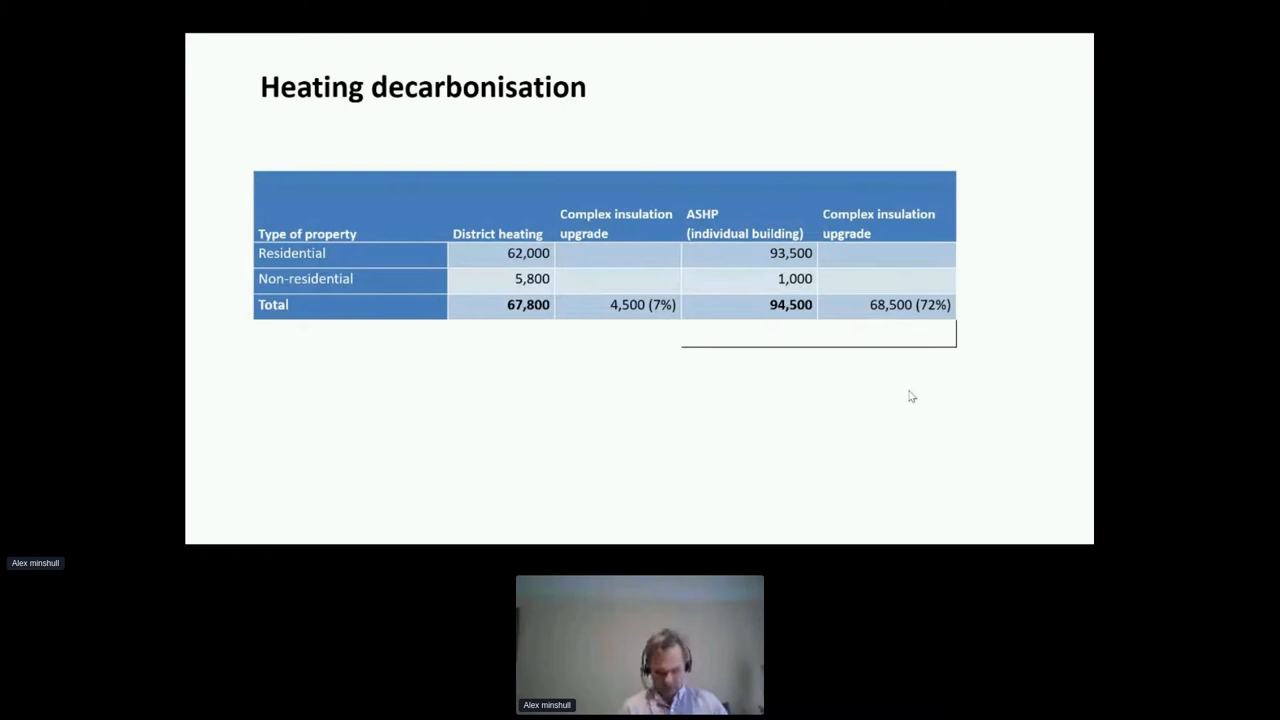 Heating decarbonisation
Complex insulation ASHP Complex insulation
Type of property District heating upgrade (individual building) upgrade
Residential 62,000 93,500
Non-residential 5,800 1,000
Total 67,800 4,500 (7%) 94,500 68,500 (72%)
Alex minshull
Alex minshull